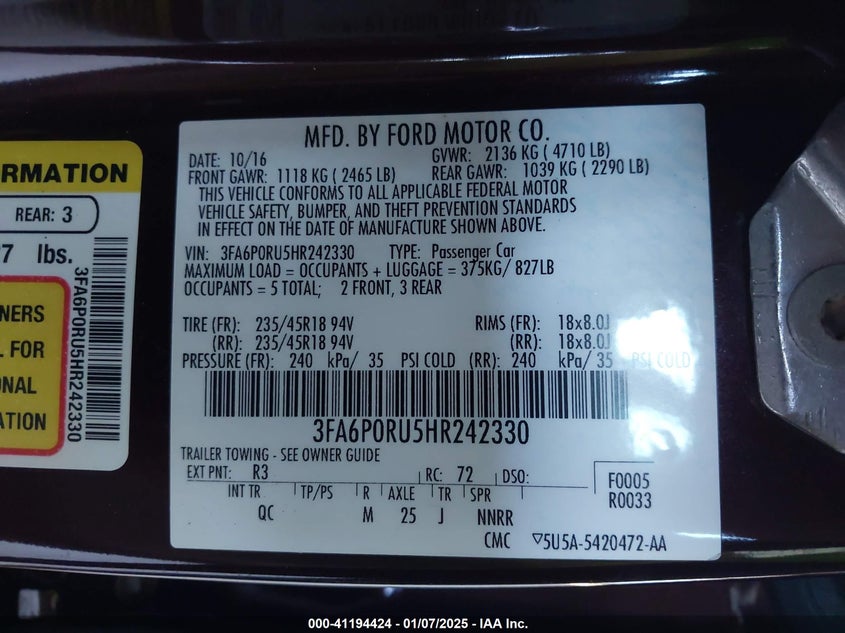 MFD. BY FORD MOTOR CO.
DATE: 10/16 GVWR: 2136 KG ( 4710 LB)
FRONT GAWR: 1118 KG ( 2465 LB) REAR GAWR: 1039 KG ( 2290 LB)
THIS VEHICLE CONFORMS TO ALL APPLICABLE FEDERAL MOTOR
VEHICLE SAFETY, BUMPER, AND THEFT PREVENTION STANDARDS
IN EFFECT ON THE DATE OF MANUFACTURE SHOWN ABOVE.
VIN: 3FA6P0RU5HR242330 TYPE: Passenger Car
MAXIMUM LOAD = OCCUPANTS + LUGGAGE = 375KG/ 827LB
OCCUPANTS = 5 TOTAL; 2 FRONT, 3 REAR
TIRE (FR): 235/45R18 94V RIMS (FR): 18x8.0J
(RR): 235/45R18 94V (RR): 18x8.0J
PRESSURE (FR): 240 kPa/ 35 PSI COLD (RR): 240 kPa/ 35 PSI COLD
3FA6P0RU5HR242330
TRAILER TOWING - SEE OWNER GUIDE
EXT PNT: R3 RC: 72 DSO:
INT TR TP/PS R AXLE TR SPR
QC M 25 J NNRR
F0005
R0033
CMC ▽5U5A-5420472-AA
RMATION
REAR: 3
7 lbs.
NERS
L FOR
ONAL
ATION
3FA6P0RU5HR242330
000-41194424 - 01/07/2025 - IAA Inc.